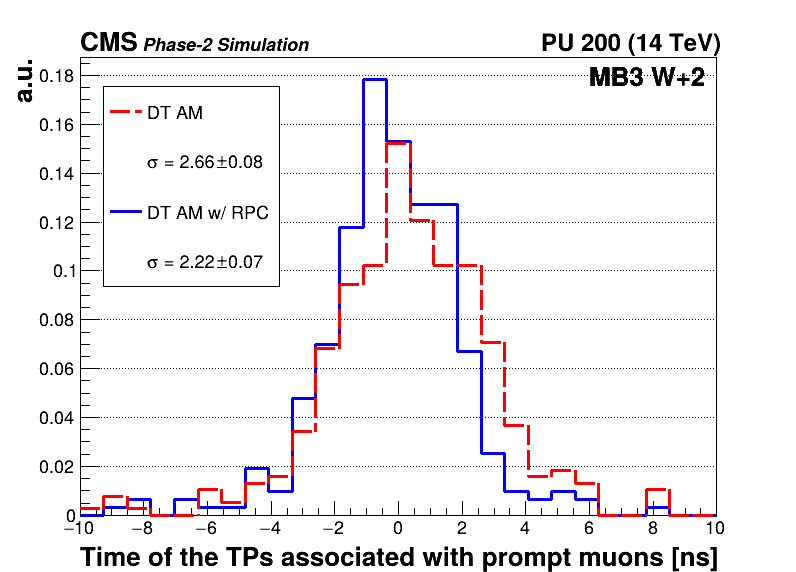 CMS Phase-2 Simulation PU 200 (14 TeV)
a.u.
MB3 W+2
DT AM
σ = 2.66±0.08
DT AM w/ RPC
σ = 2.22±0.07
0.18
0.16
0.14
0.12
0.1
0.08
0.06
0.04
0.02
0
−10 −8 −6 −4 −2 0 2 4 6 8 10
Time of the TPs associated with prompt muons [ns]